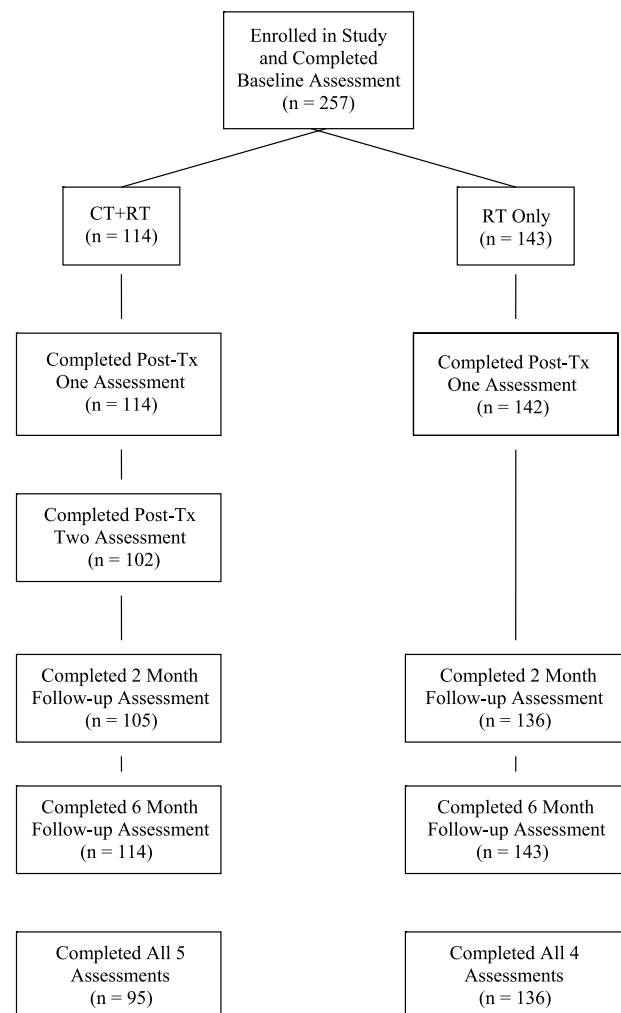 Enrolled in Study
and Completed
Baseline Assessment
(n = 257)
CT+RT
(n = 114)
RT Only
(n = 143)
Completed Post-Tx
One Assessment
(n = 114)
Completed Post-Tx
One Assessment
(n = 142)
Completed Post-Tx
Two Assessment
(n = 102)
Completed 2 Month
Follow-up Assessment
(n = 105)
Completed 2 Month
Follow-up Assessment
(n = 136)
Completed 6 Month
Follow-up Assessment
(n = 114)
Completed 6 Month
Follow-up Assessment
(n = 143)
Completed All 5
Assessments
(n = 95)
Completed All 4
Assessments
(n = 136)